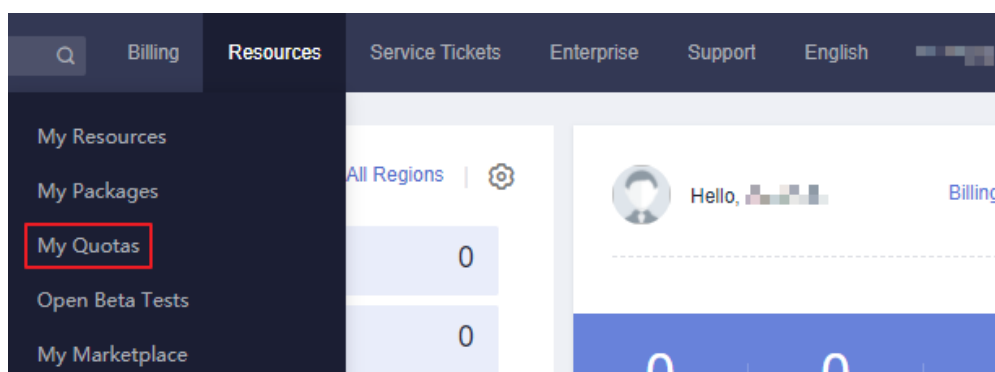 Billing Resources Service Tickets Enterprise Support English
My Resources
My Packages
My Quotas
Open Beta Tests
My Marketplace
All Regions
0
0
Hello,
Billing
0 0